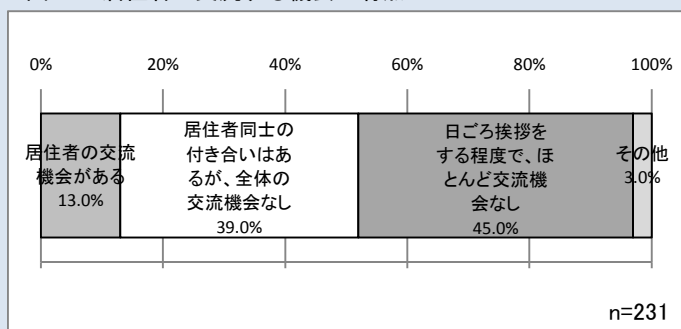 0%
20%
40%
60%
80%
100%
居住者の交流
機会がある
13.0%
居住者同士の
付き合いはあ
るが、全体の
交流機会なし
39.0%
日ごろ挨拶を
する程度で、ほ
とんど交流機
会なし
45.0%
その他
3.0%
n=231